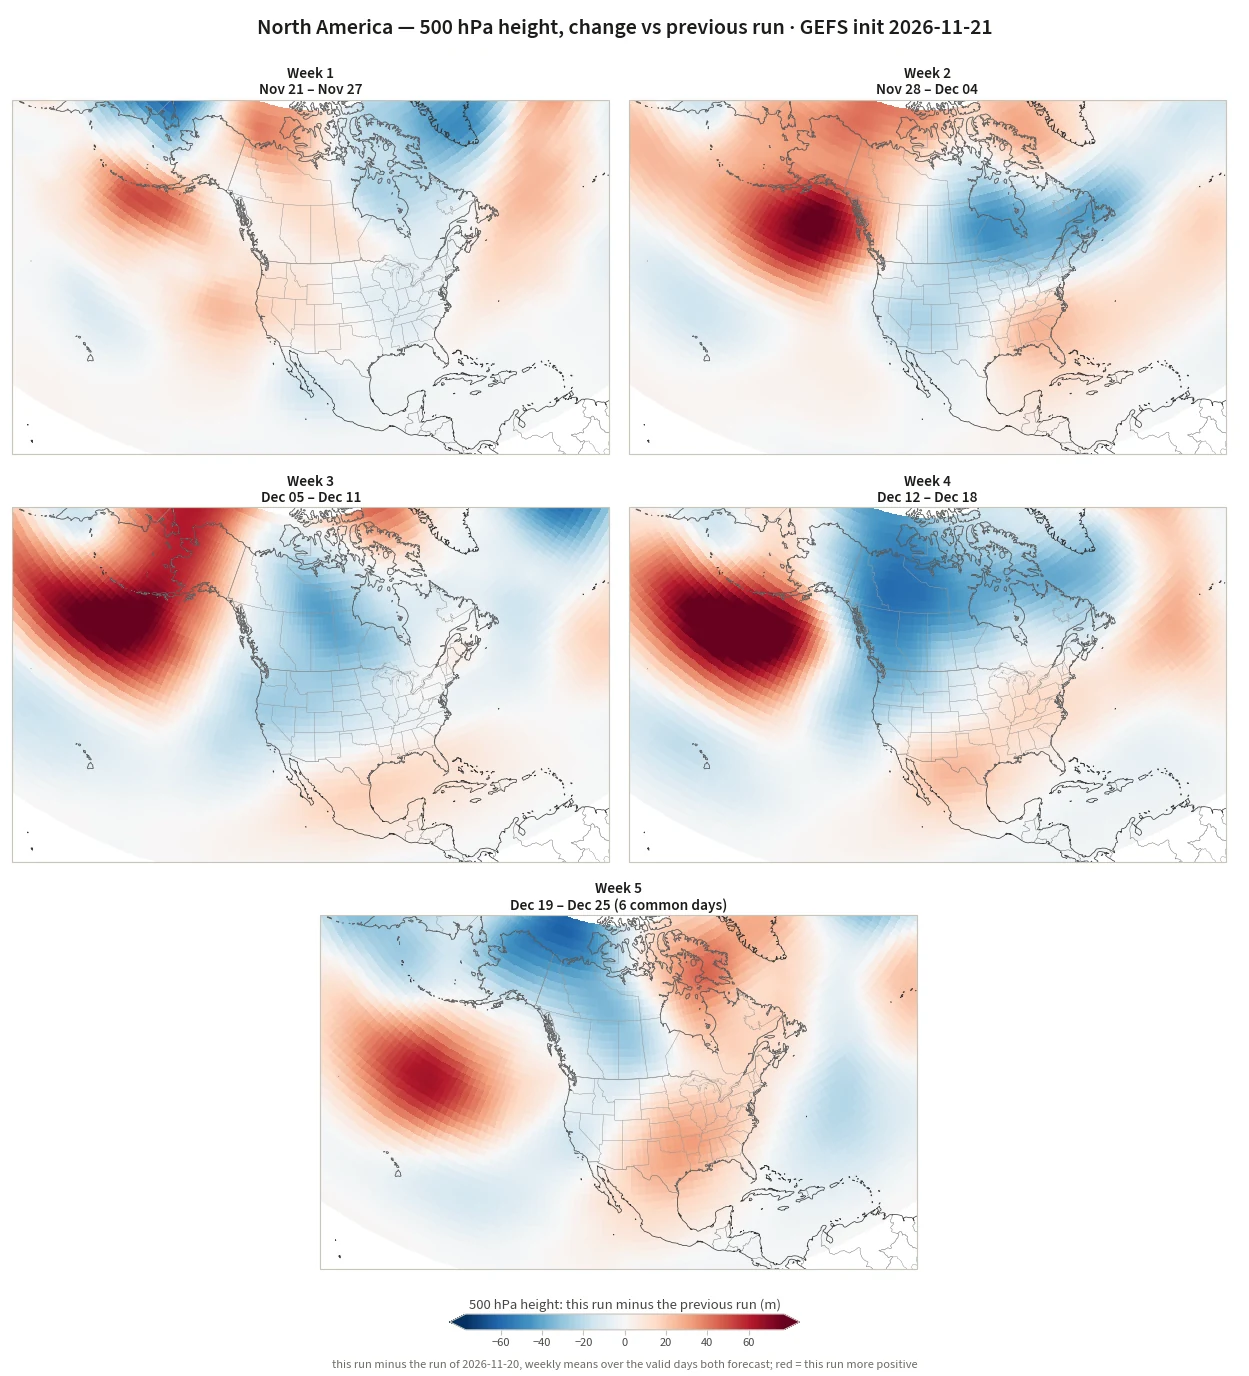 North America — 500 hPa height, change vs previous run · GEFS init 2026-11-21
Week 1
Nov 21 – Nov 27
Week 2
Nov 28 – Dec 04
Week 3
Dec 05 – Dec 11
Week 4
Dec 12 – Dec 18
Week 5
Dec 19 – Dec 25 (6 common days)
500 hPa height: this run minus the previous run (m)
−60 −40 −20 0 20 40 60
this run minus the run of 2026-11-20, weekly means over the valid days both forecast; red = this run more positive